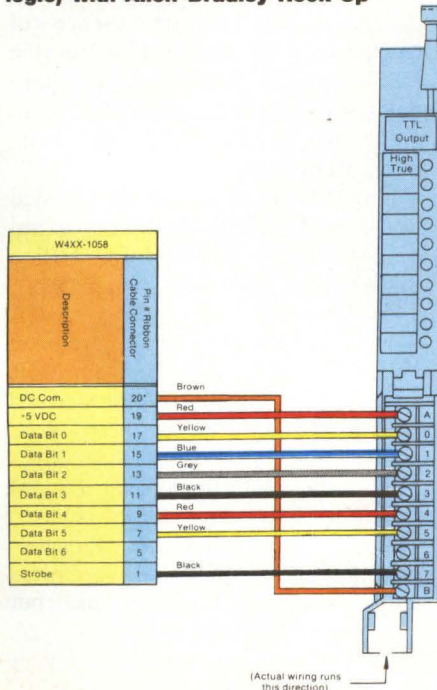 logic) with Allen Bradley Hook-Up
TTL
Output
High
True
W4XX-1058
Description
Pin # Ribbon
Cable Connector
DC Com. 20* Brown A
+5 VDC 19 Red 0
Data Bit 0 17 Yellow 1
Data Bit 1 15 Blue 2
Data Bit 2 13 Grey 3
Data Bit 3 11 Black 4
Data Bit 4 9 Red 5
Data Bit 5 7 Yellow 6
Data Bit 6 5 7
Strobe 1 Black B
(Actual wiring runs
this direction)